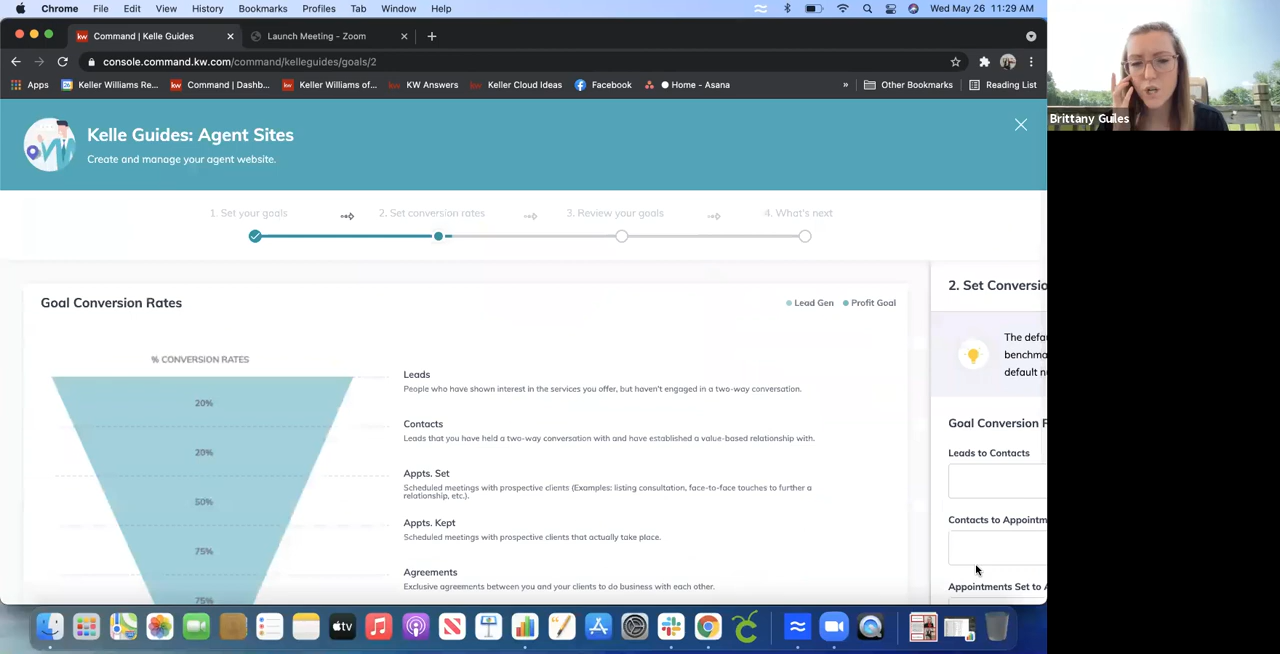 Chrome File Edit View History Bookmarks Profiles Tab Window Help Wed May 26 11:29 AM
kw Command | Kelle Guides Launch Meeting - Zoom
console.command.kw.com/command/kelleguides/goals/2
Apps Keller Williams Re... kw Command | Dashb... kw Keller Williams of... kw KW Answers kw Keller Cloud Ideas Facebook Home - Asana » Other Bookmarks Reading List
Kelle Guides: Agent Sites
Create and manage your agent website.
Brittany Guiles
1. Set your goals 2. Set conversion rates 3. Review your goals 4. What's next
Goal Conversion Rates
Lead Gen Profit Goal
% CONVERSION RATES
20%
20%
50%
75%
75%
Leads
People who have shown interest in the services you offer, but haven't engaged in a two-way conversation.
Contacts
Leads that you have held a two-way conversation with and have established a value-based relationship with.
Appts. Set
Scheduled meetings with prospective clients (Examples: listing consultation, face-to-face touches to further a
relationship, etc.).
Appts. Kept
Scheduled meetings with prospective clients that actually take place.
Agreements
Exclusive agreements between you and your clients to do business with each other.
2. Set Conversio
The defa
benchma
default n
Goal Conversion R
Leads to Contacts
Contacts to Appointm
Appointments Set to A
tv